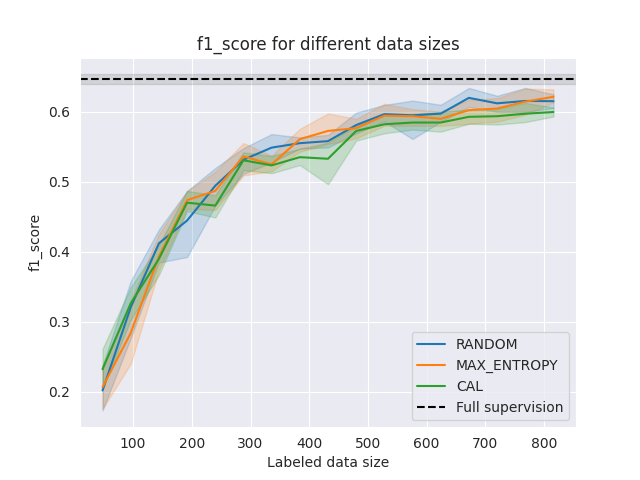 f1_score for different data sizes
f1_score
0.6
0.5
0.4
0.3
0.2
RANDOM
MAX_ENTROPY
CAL
Full supervision
100 200 300 400 500 600 700 800
Labeled data size